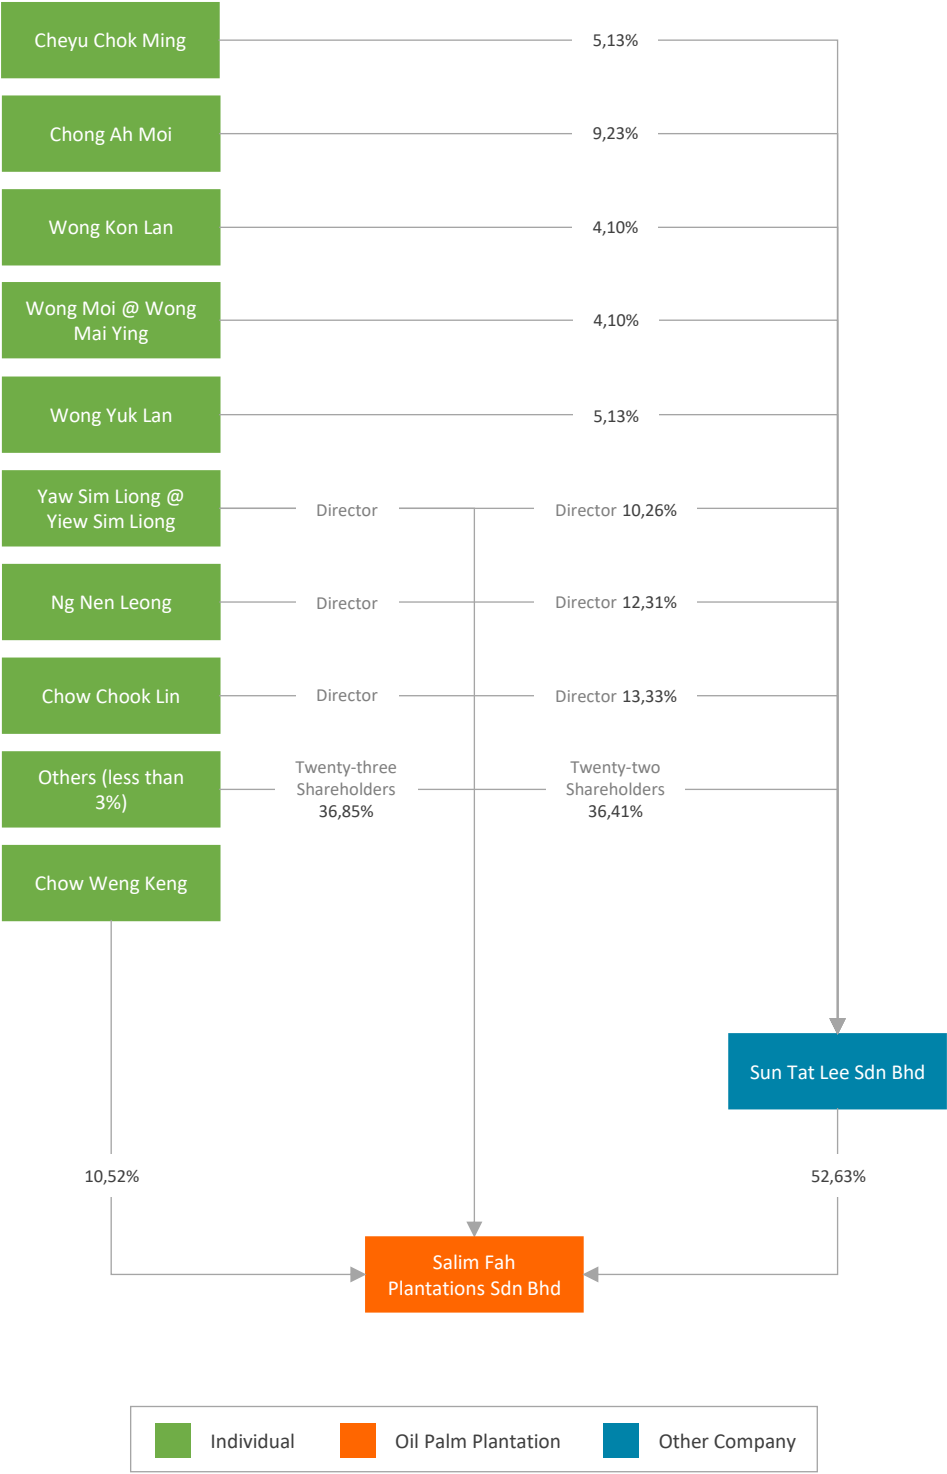 Cheyu Chok Ming
5,13%
Chong Ah Moi
9,23%
Wong Kon Lan
4,10%
Wong Moi @ Wong
Mai Ying
4,10%
Wong Yuk Lan
5,13%
Yaw Sim Liong @
Yiew Sim Liong
Director
Director 10,26%
Ng Nen Leong
Director
Director 12,31%
Chow Chook Lin
Director
Director 13,33%
Others (less than
3%)
Twenty-three
Shareholders
36,85%
Twenty-two
Shareholders
36,41%
Chow Weng Keng
Sun Tat Lee Sdn Bhd
10,52%
52,63%
Salim Fah
Plantations Sdn Bhd
Individual
Oil Palm Plantation
Other Company